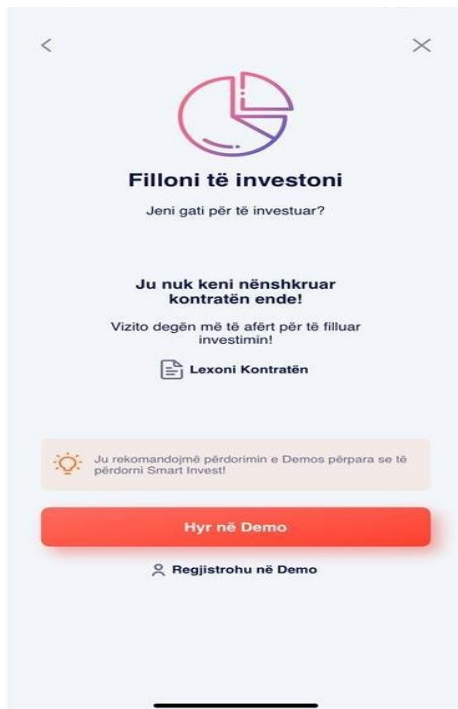 Filloni të investoni
Jeni gati për të investuar?
Ju nuk keni nënshkruar
kontratën ende!
Vizito degën më të afërt për të filluar
investimin!
Lexoni Kontratën
Ju rekomandojmë përdorimin e Demos përpara se të
përdorni Smart Invest!
Hyr në Demo
Regjistrohu në Demo